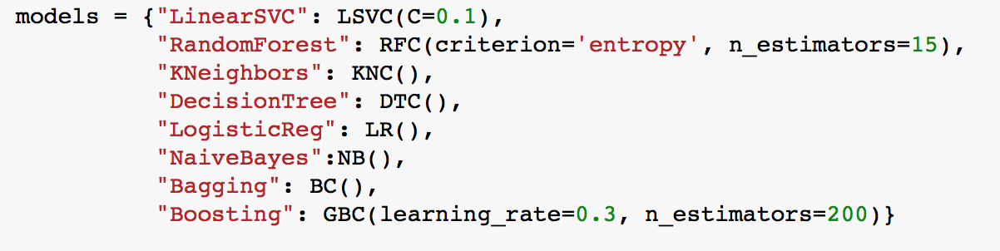 models = {"LinearSVC": LSVC(C=0.1),
"RandomForest": RFC(criterion='entropy', n_estimators=15),
"KNeighbors": KNC(),
"DecisionTree": DTC(),
"LogisticReg": LR(),
"NaiveBayes":NB(),
"Bagging": BC(),
"Boosting": GBC(learning_rate=0.3, n_estimators=200)}